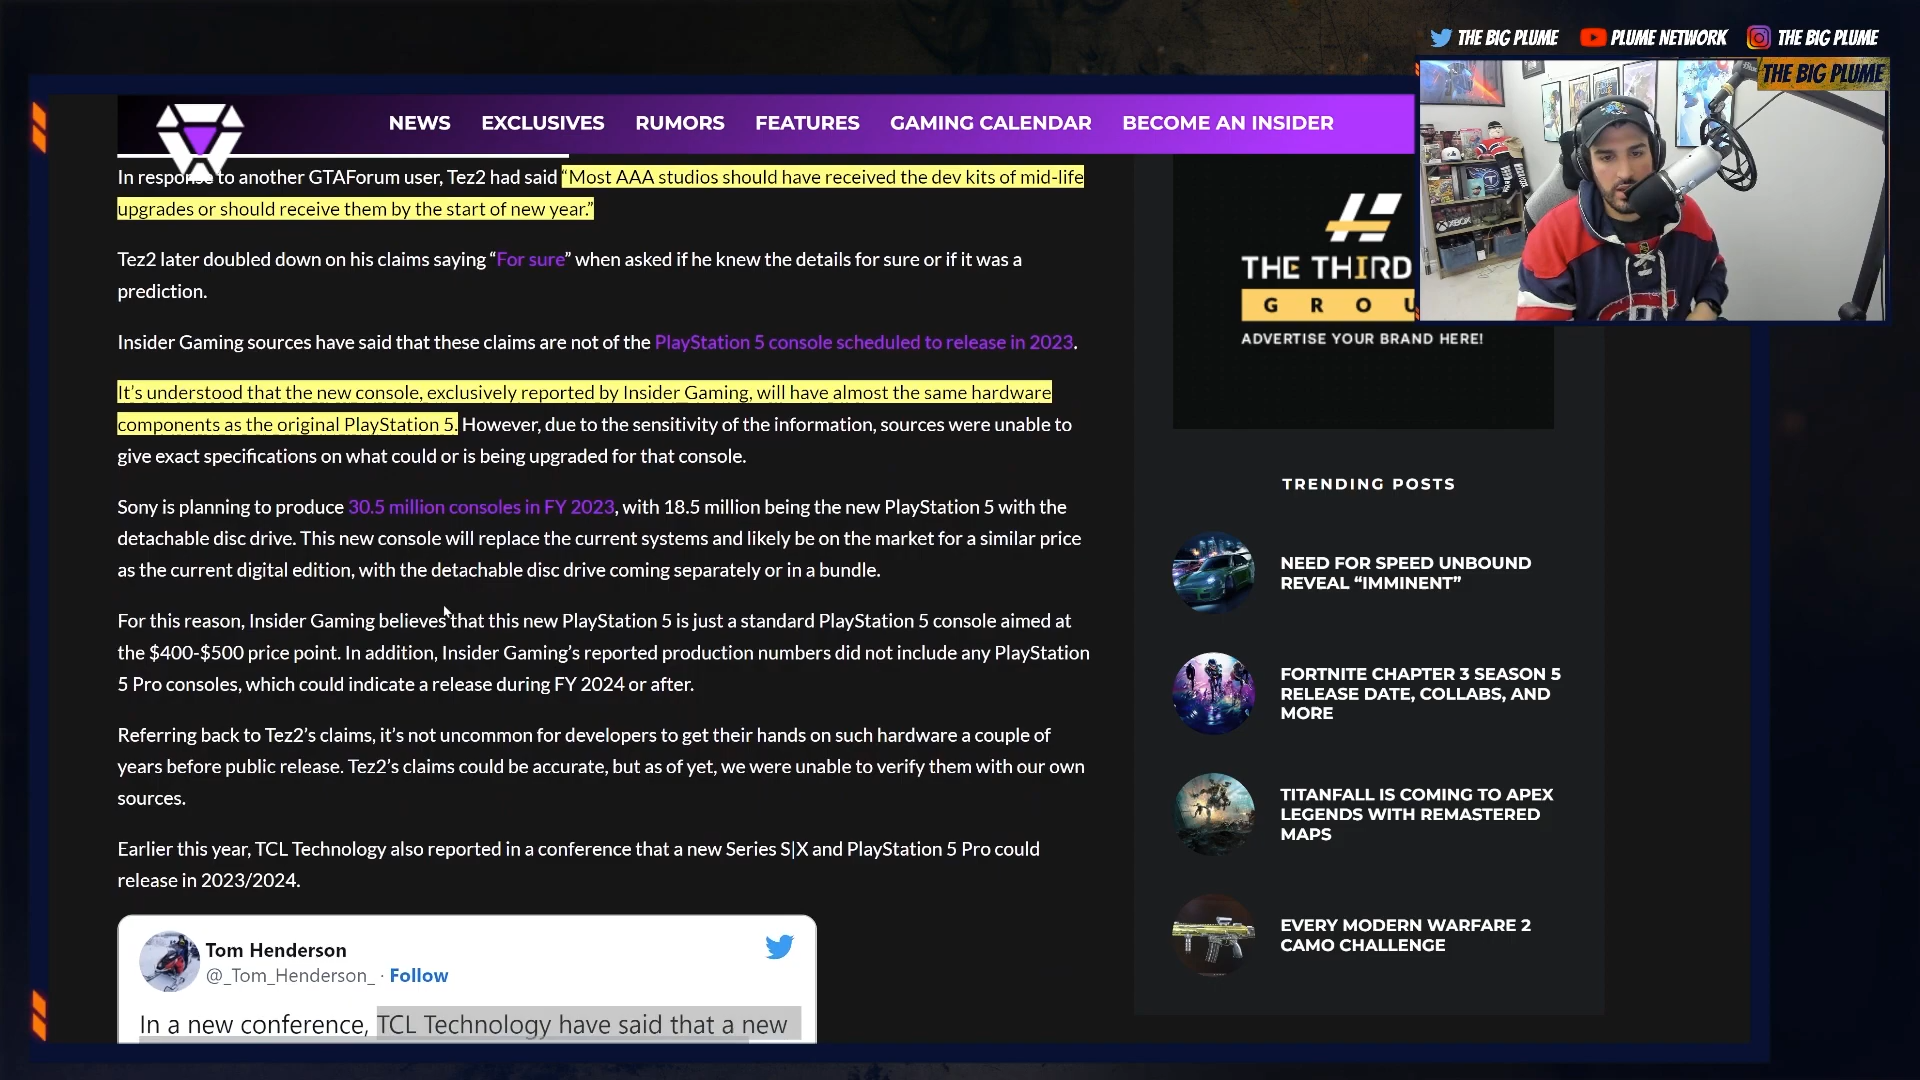 THE BIG PLUME PLUME NETWORK THE BIG PLUME
THE BIG PLUME
NEWS EXCLUSIVES RUMORS FEATURES GAMING CALENDAR BECOME AN INSIDER
In response to another GTAForum user, Tez2 had said “Most AAA studios should have received the dev kits of mid-life
upgrades or should receive them by the start of new year.”
Tez2 later doubled down on his claims saying “For sure” when asked if he knew the details for sure or if it was a
prediction.
Insider Gaming sources have said that these claims are not of the PlayStation 5 console scheduled to release in 2023.
It’s understood that the new console, exclusively reported by Insider Gaming, will have almost the same hardware
components as the original PlayStation 5. However, due to the sensitivity of the information, sources were unable to
give exact specifications on what could or is being upgraded for that console.
Sony is planning to produce 30.5 million consoles in FY 2023, with 18.5 million being the new PlayStation 5 with the
detachable disc drive. This new console will replace the current systems and likely be on the market for a similar price
as the current digital edition, with the detachable disc drive coming separately or in a bundle.
For this reason, Insider Gaming believes that this new PlayStation 5 is just a standard PlayStation 5 console aimed at
the $400-$500 price point. In addition, Insider Gaming’s reported production numbers did not include any PlayStation
5 Pro consoles, which could indicate a release during FY 2024 or after.
Referring back to Tez2’s claims, it’s not uncommon for developers to get their hands on such hardware a couple of
years before public release. Tez2’s claims could be accurate, but as of yet, we were unable to verify them with our own
sources.
Earlier this year, TCL Technology also reported in a conference that a new Series S|X and PlayStation 5 Pro could
release in 2023/2024.
Tom Henderson
@_Tom_Henderson_ · Follow
In a new conference, TCL Technology have said that a new
THE THIRD
GROU
ADVERTISE YOUR BRAND HERE!
TRENDING POSTS
NEED FOR SPEED UNBOUND
REVEAL “IMMINENT”
FORTNITE CHAPTER 3 SEASON 5
RELEASE DATE, COLLABS, AND
MORE
TITANFALL IS COMING TO APEX
LEGENDS WITH REMASTERED
MAPS
EVERY MODERN WARFARE 2
CAMO CHALLENGE
XBOX